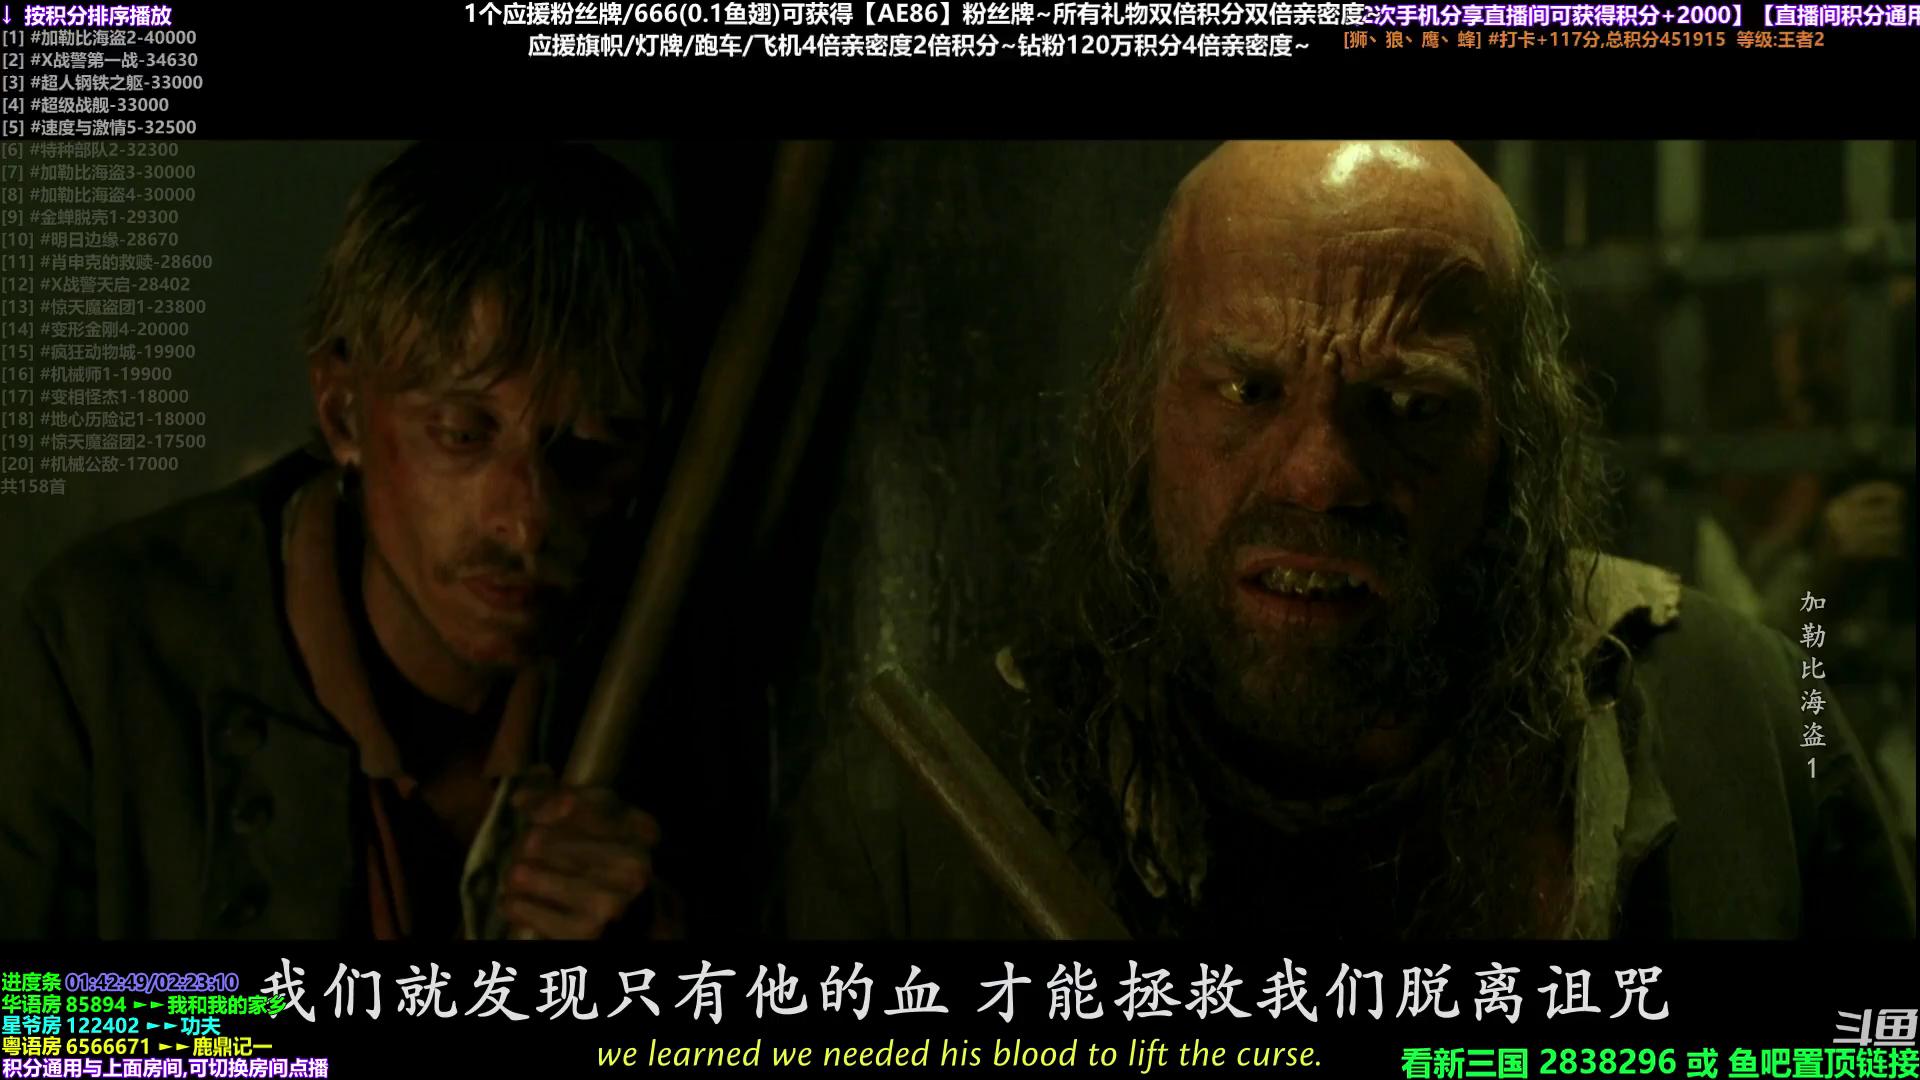 ↓ 按积分排序播放
[1] #加勒比海盗2-40000
[2] #X战警第一战-34630
[3] #超人钢铁之躯-33000
[4] #超级战舰-33000
[5] #速度与激情5-32500
[6] #特种部队2-32300
[7] #加勒比海盗3-30000
[8] #加勒比海盗4-30000
[9] #金蝉脱壳1-29300
[10] #明日边缘-28670
[11] #肖申克的救赎-28600
[12] #X战警天启-28402
[13] #惊天魔盗团1-23800
[14] #变形金刚4-20000
[15] #疯狂动物城-19900
[16] #机械师1-19900
[17] #变相怪杰1-18000
[18] #地心历险记1-18000
[19] #惊天魔盗团2-17500
[20] #机械公敌-17000
共158首
1个应援粉丝牌/666(0.1鱼翅)可获得【AE86】粉丝牌~所有礼物双倍积分双倍亲密度~
应援旗帜/灯牌/跑车/飞机4倍亲密度2倍积分~钻粉120万积分4倍亲密度~
2次手机分享直播间可获得积分+2000】【直播间积分通用
[狮、狼、鹰、蜂] #打卡+117分,总积分451915 等级:王者2
加勒比海盗1
我们就发现只有他的血 才能拯救我们脱离诅咒
we learned we needed his blood to lift the curse.
进度条 01:42:49/02:23:10
华语房 85894 ►►我和我的家乡
星爷房 122402 ►►功夫
粤语房 6566671 ►►鹿鼎记一
积分通用与上面房间,可切换房间点播
斗鱼
看新三国 2838296 或 鱼吧置顶链接